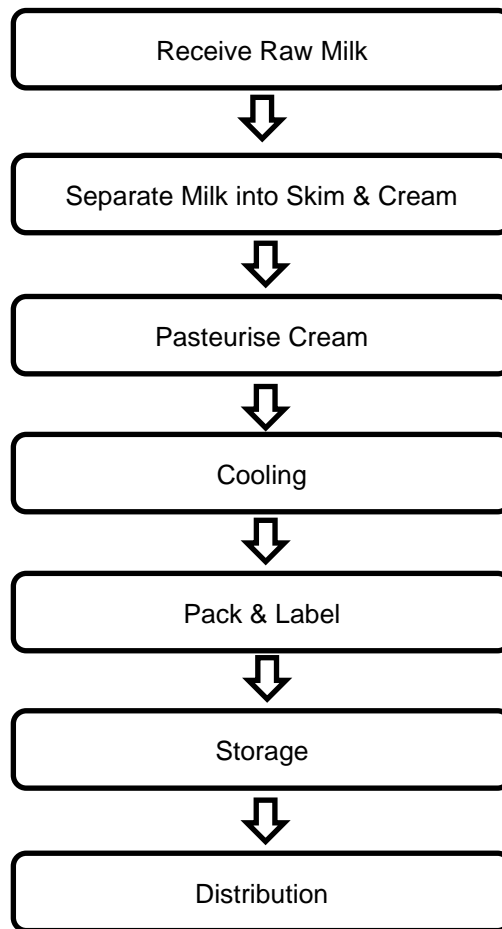 Receive Raw Milk
Separate Milk into Skim & Cream
Pasteurise Cream
Cooling
Pack & Label
Storage
Distribution